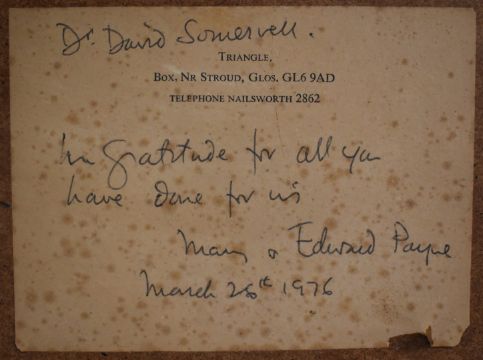 Dr. David Somervell.
TRIANGLE,
BOX, NR STROUD, GLOS. GL6 9AD
TELEPHONE NAILSWORTH 2862
In gratitude for all you
have done for us
Mary & Edward Payne
March 28th 1976